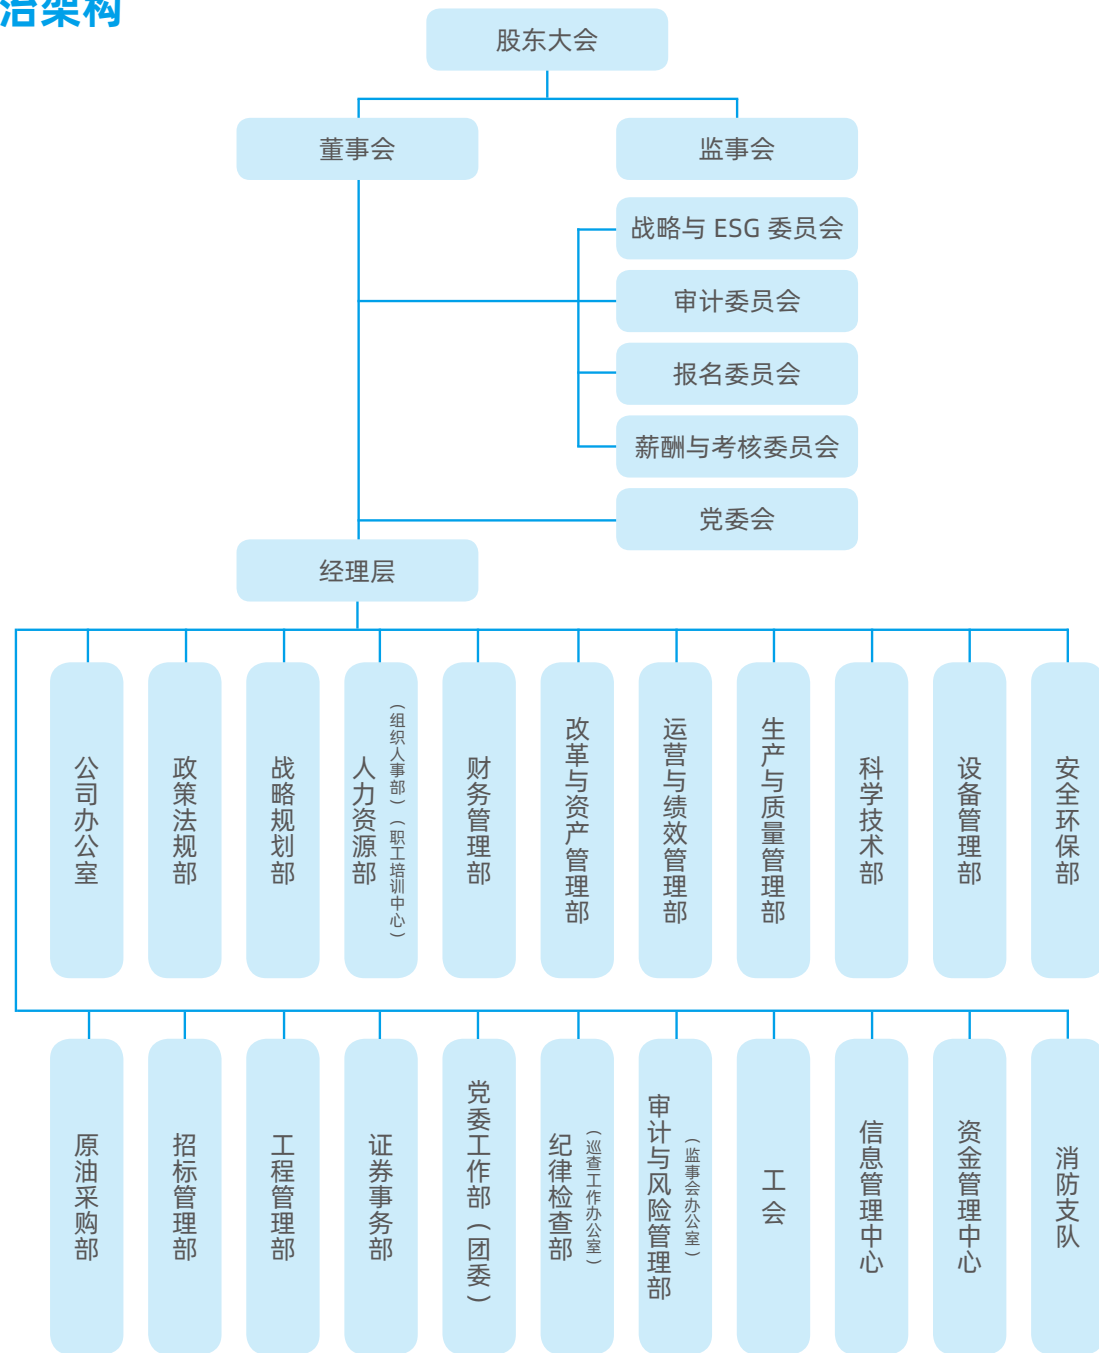 治架构
股东大会
董事会
监事会
战略与 ESG 委员会
审计委员会
报名委员会
薪酬与考核委员会
党委会
经理层
公司办公室
政策法规部
战略规划部
人力资源部
（组织人事部）（职工培训中心）
财务管理部
改革与资产管理部
运营与绩效管理部
生产与质量管理部
科学技术部
设备管理部
安全环保部
原油采购部
招标管理部
工程管理部
证券事务部
党委工作部（团委）
纪律检查部
（巡查工作办公室）
审计与风险管理部
（监事会办公室）
工会
信息管理中心
资金管理中心
消防支队